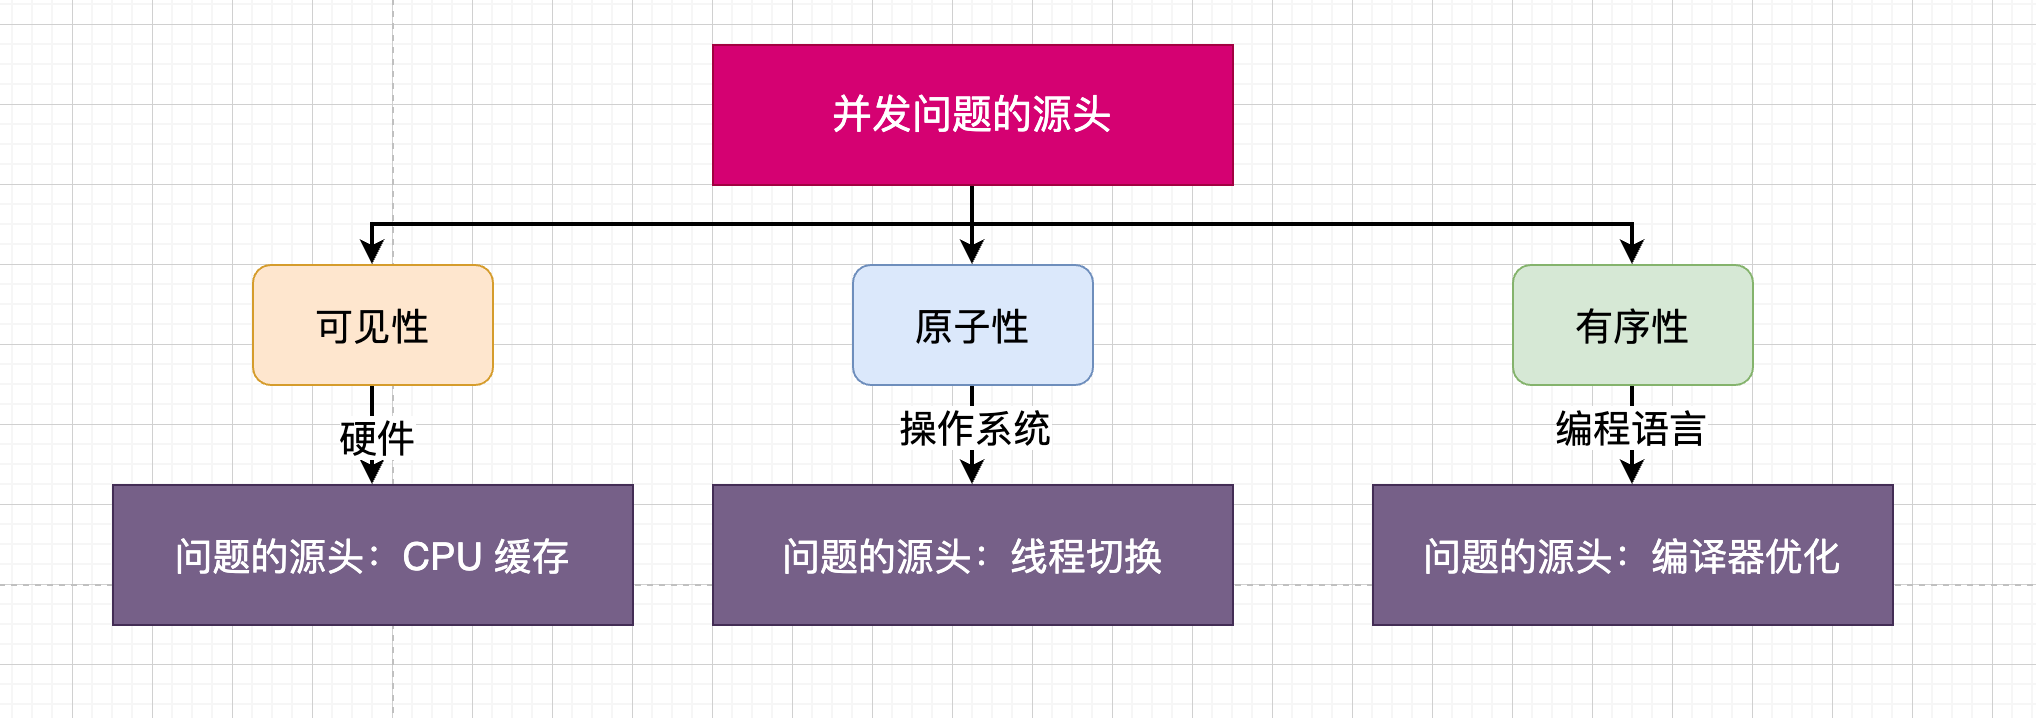 并发问题的源头
可见性
原子性
有序性
硬件
操作系统
编程语言
问题的源头：CPU 缓存
问题的源头：线程切换
问题的源头：编译器优化